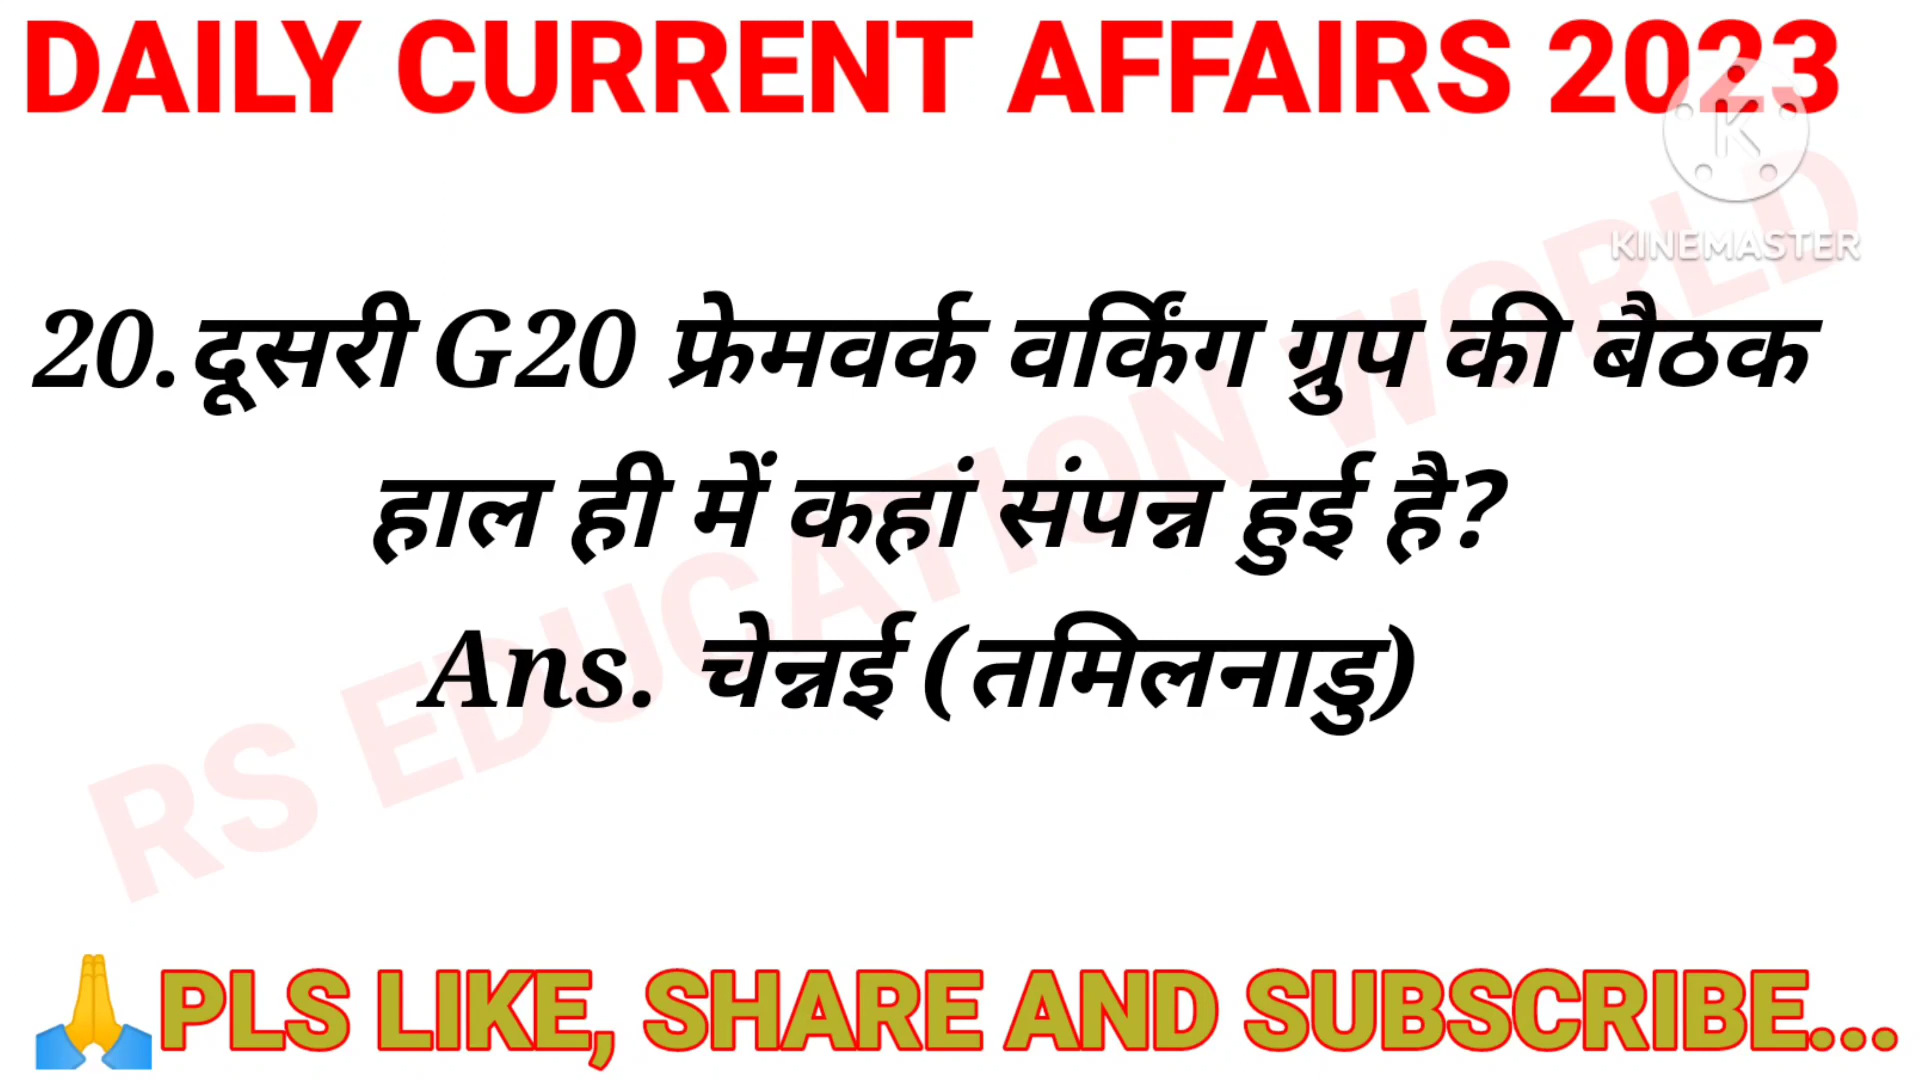 DAILY CURRENT AFFAIRS 2023
KINEMASTER
20.दूसरी G20 फ्रेमवर्क वर्किंग ग्रुप की बैठक
हाल ही में कहां संपन्न हुई है?
Ans. चेन्नई (तमिलनाडु)
RS EDUCATION WORLD
🙏PLS LIKE, SHARE AND SUBSCRIBE...